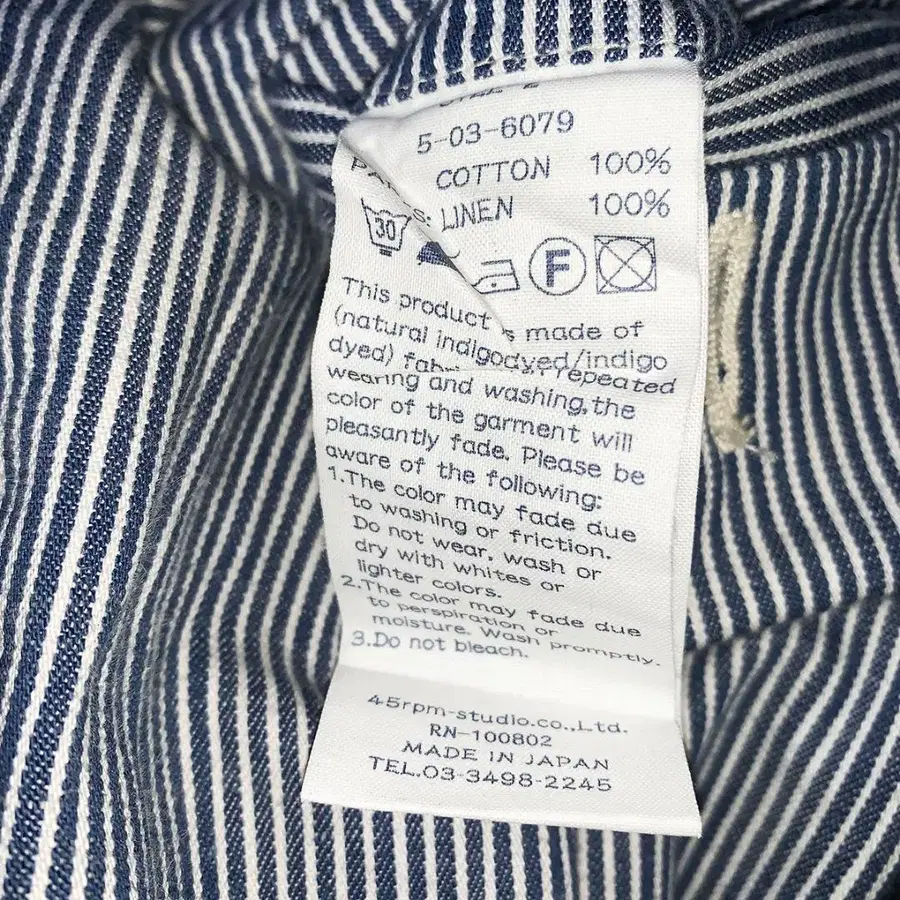 5-03-6079
COTTON 100%
LINEN 100%
30 F
This product is made of
(natural indigodyed/indigo
dyed) repeated
wearing and washing,the
color of the garment will
pleasantly fade. Please be
aware of the following:
1.The color may fade due
to washing or friction.
Do not wear, wash or
dry with whites or
lighter colors.
2.The color may fade due
to perspiration or
moisture. Wash promptly.
3.Do not bleach.
45rpm-studio.co.,Ltd.
RN-100802
MADE IN JAPAN
TEL.03-3498-2245